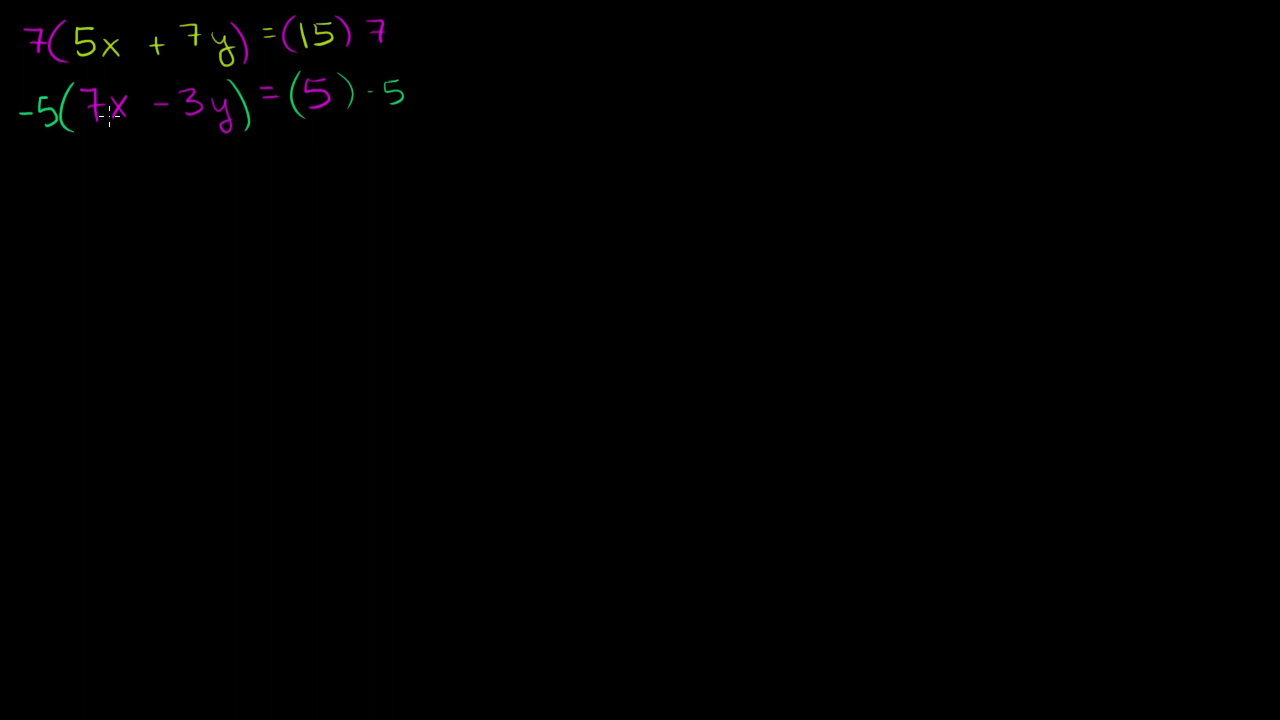 7(5x + 7y) = (15) 7
-5(7x - 3y) = (5) -5